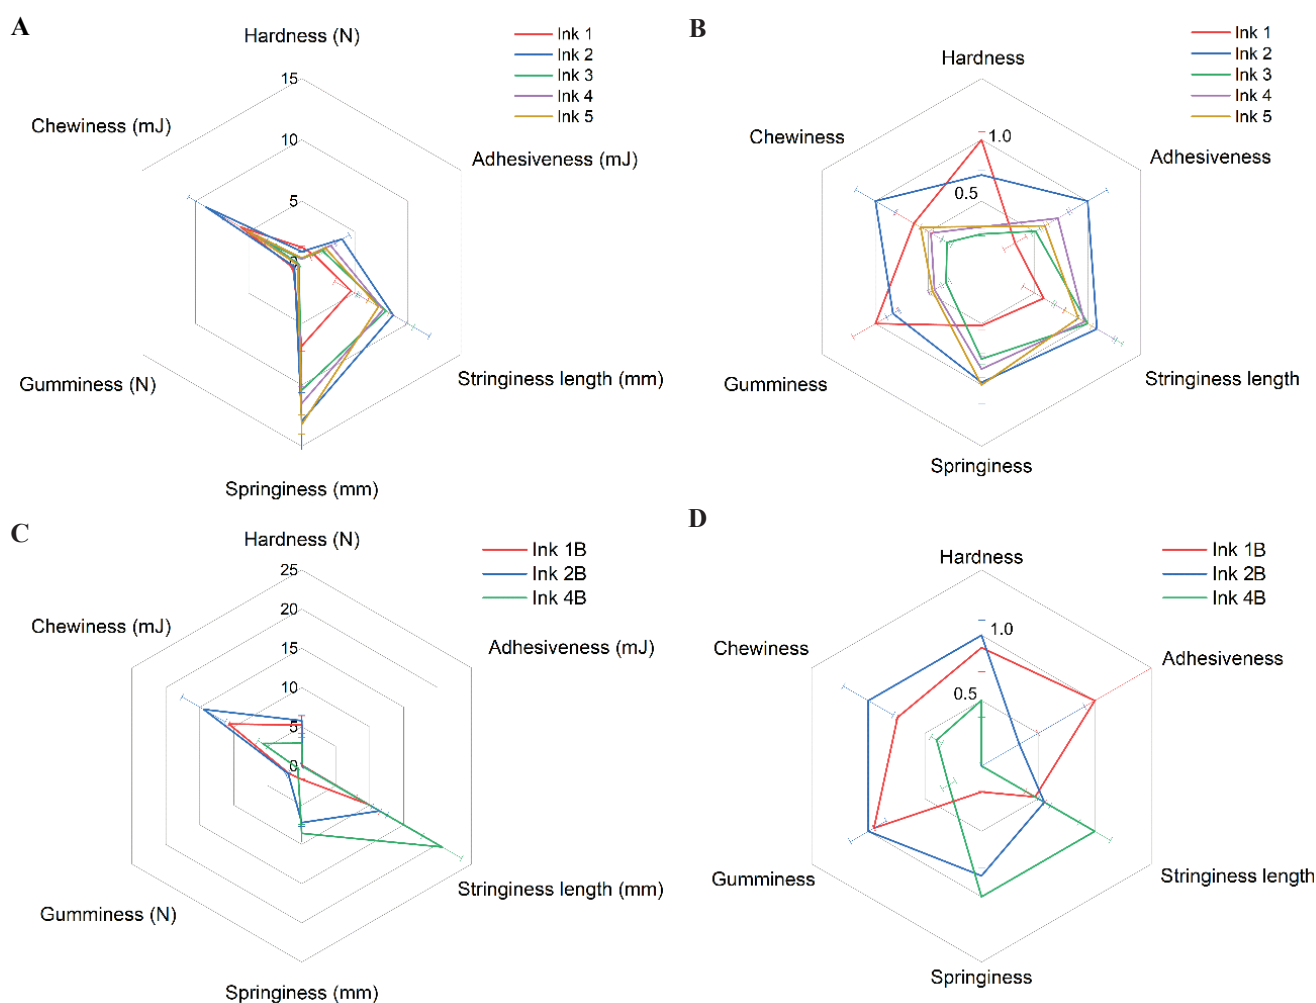 A
Hardness (N)
Ink 1
Ink 2
Ink 3
Ink 4
Ink 5
15
10
5
0
Chewiness (mJ)
Adhesiveness (mJ)
Gumminess (N)
Stringiness length (mm)
Springiness (mm)
B
Hardness
Ink 1
Ink 2
Ink 3
Ink 4
Ink 5
1.0
0.5
Chewiness
Adhesiveness
Gumminess
Stringiness length
Springiness
C
Hardness (N)
Ink 1B
Ink 2B
Ink 4B
25
20
15
10
5
0
Chewiness (mJ)
Adhesiveness (mJ)
Gumminess (N)
Stringiness length (mm)
Springiness (mm)
D
Hardness
Ink 1B
Ink 2B
Ink 4B
1.0
0.5
Chewiness
Adhesiveness
Gumminess
Stringiness length
Springiness